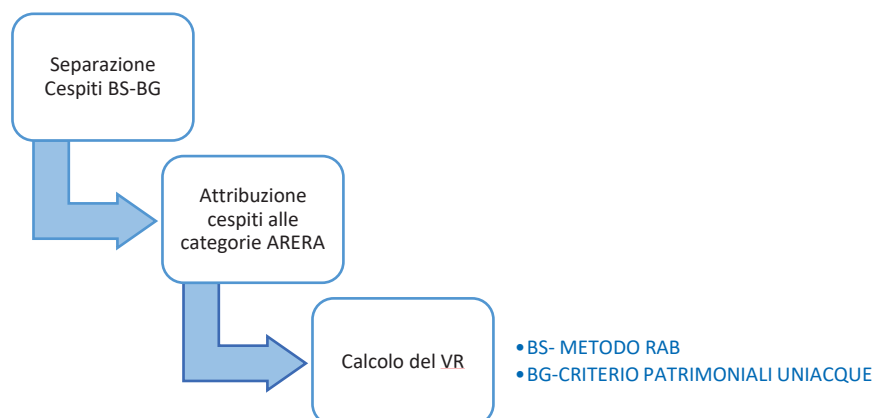 Separazione
Cespiti BS-BG
Attribuzione
cespiti alle
categorie ARERA
Calcolo del VR
•BS- METODO RAB
•BG-CRITERIO PATRIMONIALI UNIACQUE